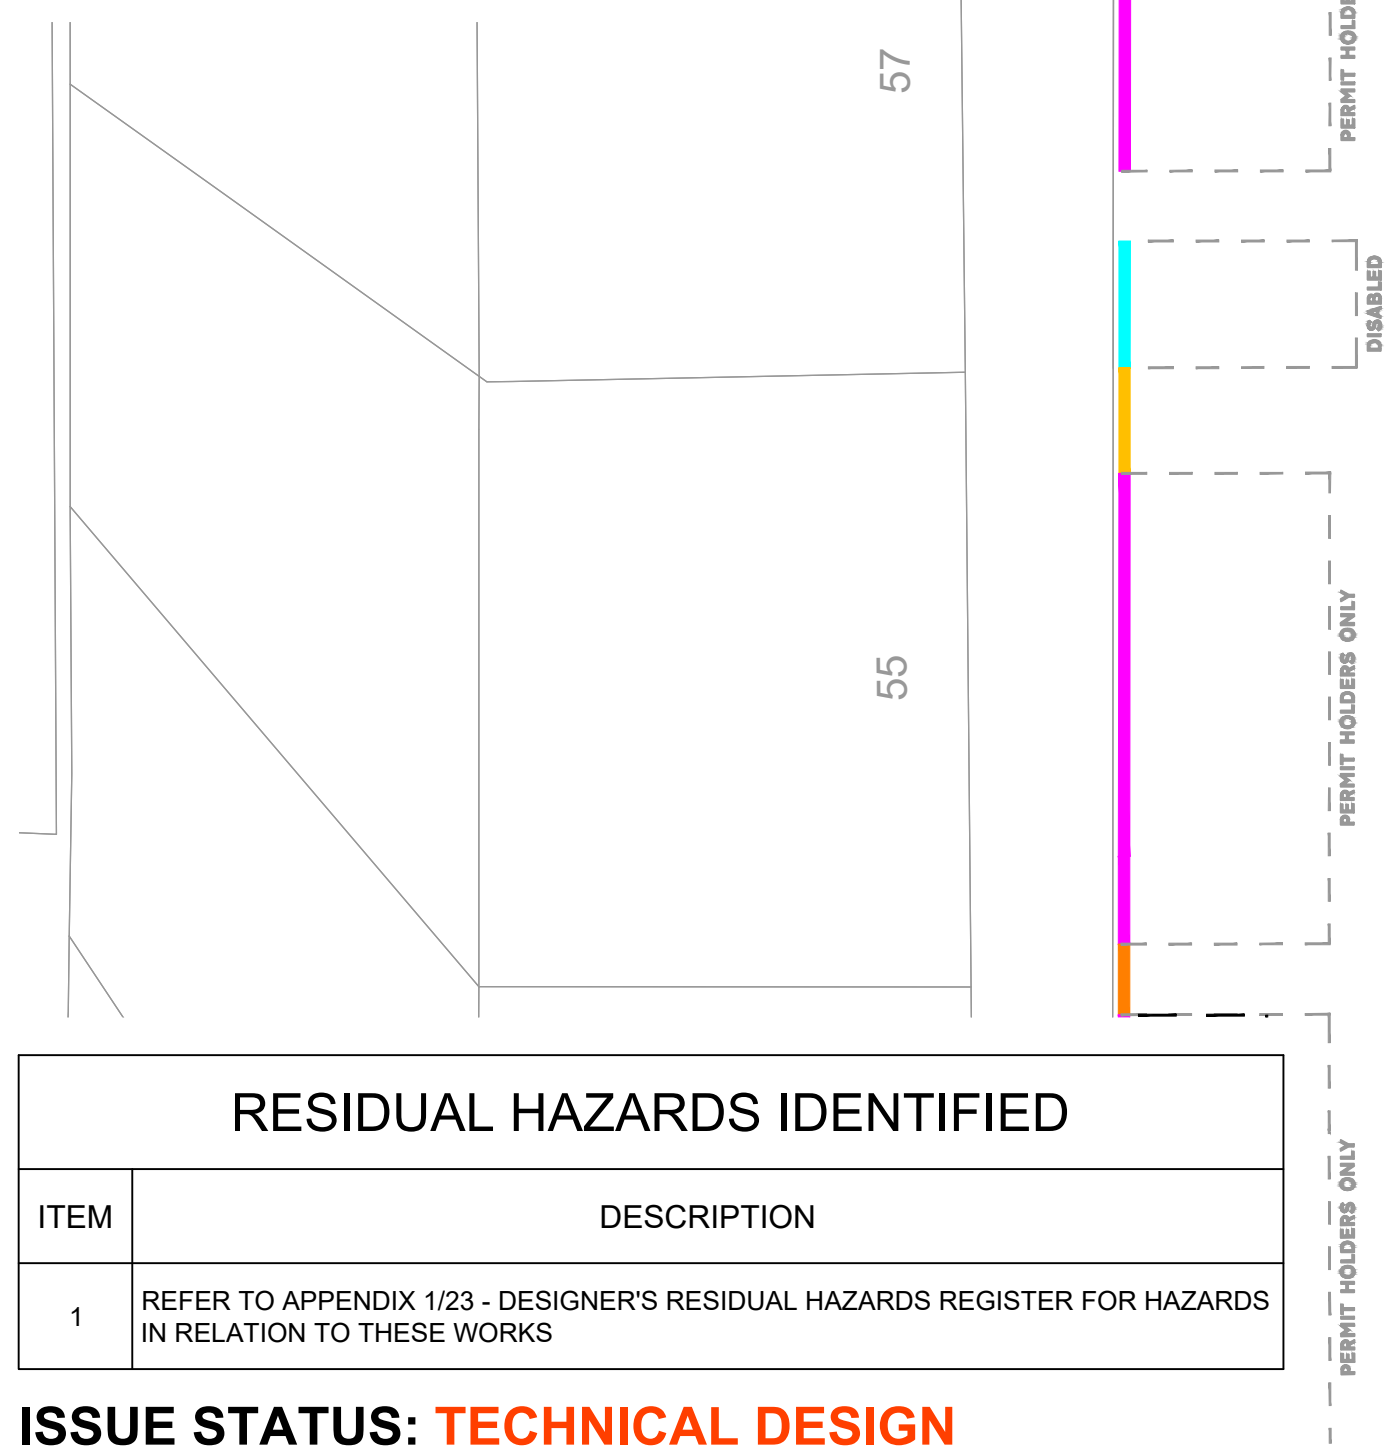 57
PERMIT
DISABLED
55
PERMIT HOLDERS ONLY
RESIDUAL HAZARDS IDENTIFIED
ITEM
DESCRIPTION
1
REFER TO APPENDIX 1/23 - DESIGNER'S RESIDUAL HAZARDS REGISTER FOR HAZARDS
IN RELATION TO THESE WORKS
PERMIT HOLDERS ONLY
ISSUE STATUS: TECHNICAL DESIGN